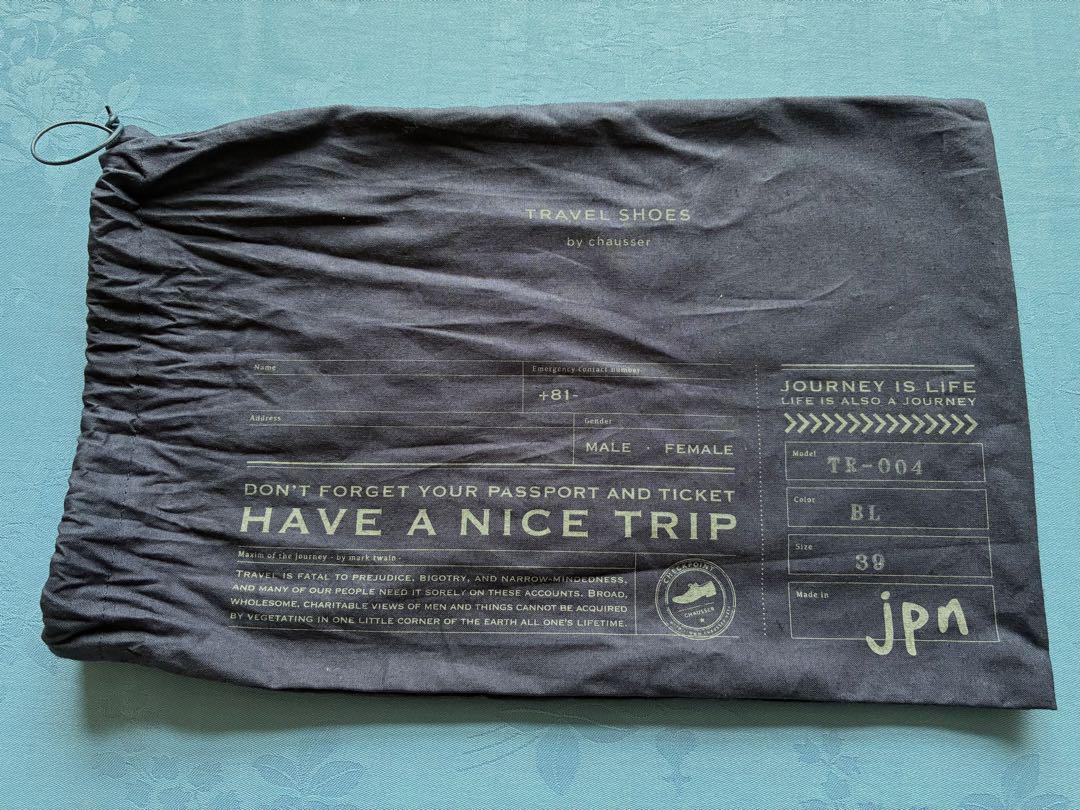 TRAVEL SHOES
by chausser
Name
Emergency contact number
+81-
Address
Gender
MALE · FEMALE
DON'T FORGET YOUR PASSPORT AND TICKET
HAVE A NICE TRIP
Maxim of the journey - by mark twain -
TRAVEL IS FATAL TO PREJUDICE, BIGOTRY, AND NARROW-MINDEDNESS,
AND MANY OF OUR PEOPLE NEED IT SORELY ON THESE ACCOUNTS. BROAD,
WHOLESOME, CHARITABLE VIEWS OF MEN AND THINGS CANNOT BE ACQUIRED
BY VEGETATING IN ONE LITTLE CORNER OF THE EARTH ALL ONE'S LIFETIME.
CHECKPOINT
CHAUSSER
JOURNEY IS LIFE
LIFE IS ALSO A JOURNEY
Model
TR-004
Color
BL
Size
39
Made in
jpn